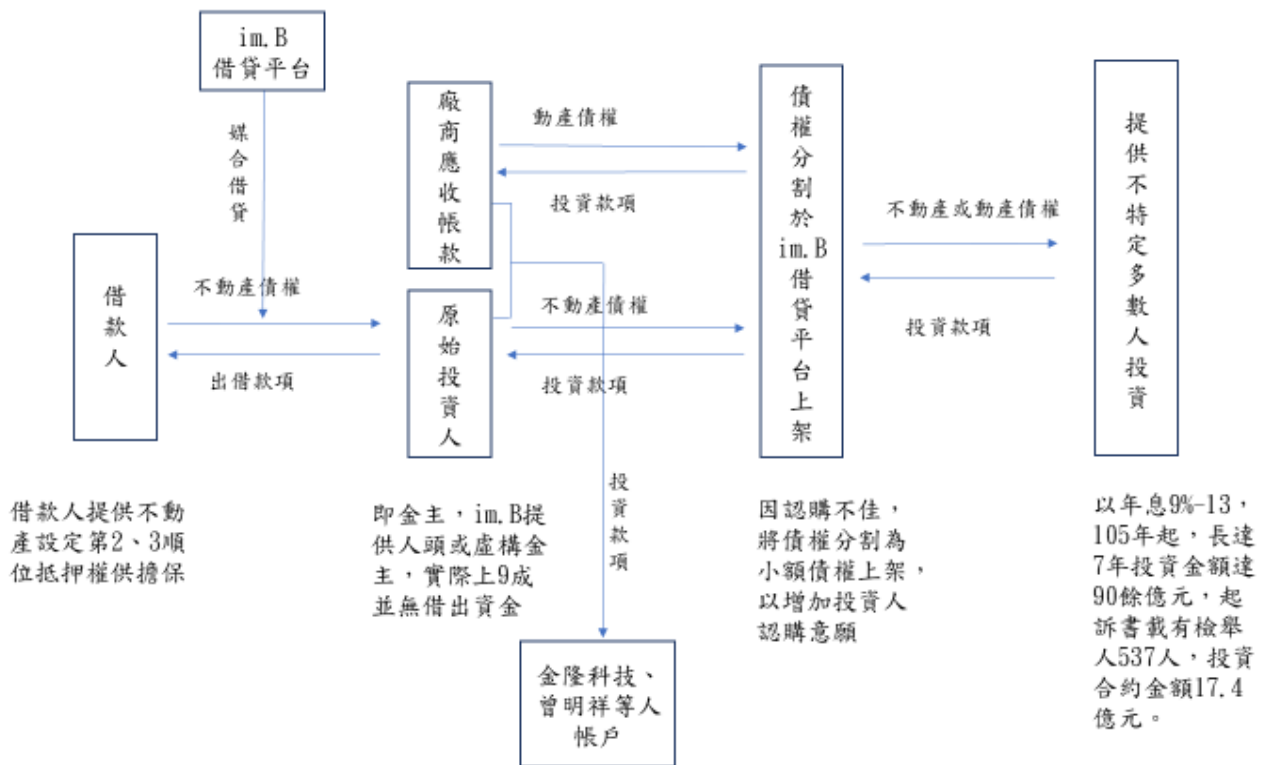 im.B
借貸平台
媒合借貸
借款人
不動產債權
出借款項
廠商應收帳款
原始投資人
動產債權
投資款項
不動產債權
投資款項
投資款項
債權分割於im.B借貸平台上架
不動產或動產債權
投資款項
提供不特定多數人投資
借款人提供不動
產設定第2、3順
位抵押權供擔保
即金主，im.B提
供人頭或虛構金
主，實際上9成
並無借出資金
因認購不佳，
將債權分割為
小額債權上架，
以增加投資人
認購意願
以年息9%-13，
105年起，長達
7年投資金額達
90餘億元，起
訴書載有檢舉
人537人，投資
合約金額17.4
億元。
金隆科技、
曾明祥等人
帳戶